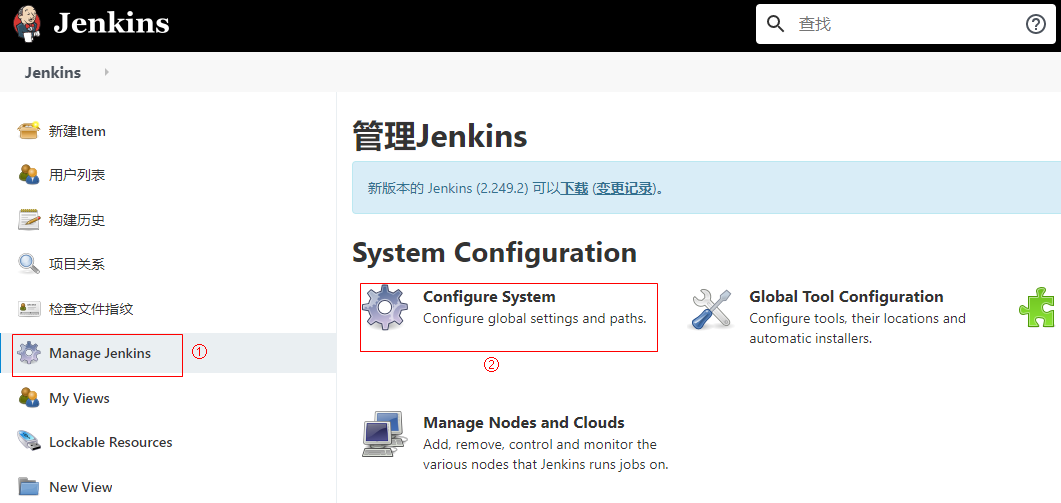 Jenkins
查找
Jenkins
新建Item
用户列表
构建历史
项目关系
检查文件指纹
Manage Jenkins ①
My Views
Lockable Resources
New View
管理Jenkins
新版本的 Jenkins (2.249.2) 可以下载 (变更记录)。
System Configuration
Configure System
Configure global settings and paths.
②
Global Tool Configuration
Configure tools, their locations and
automatic installers.
Manage Nodes and Clouds
Add, remove, control and monitor the
various nodes that Jenkins runs jobs on.